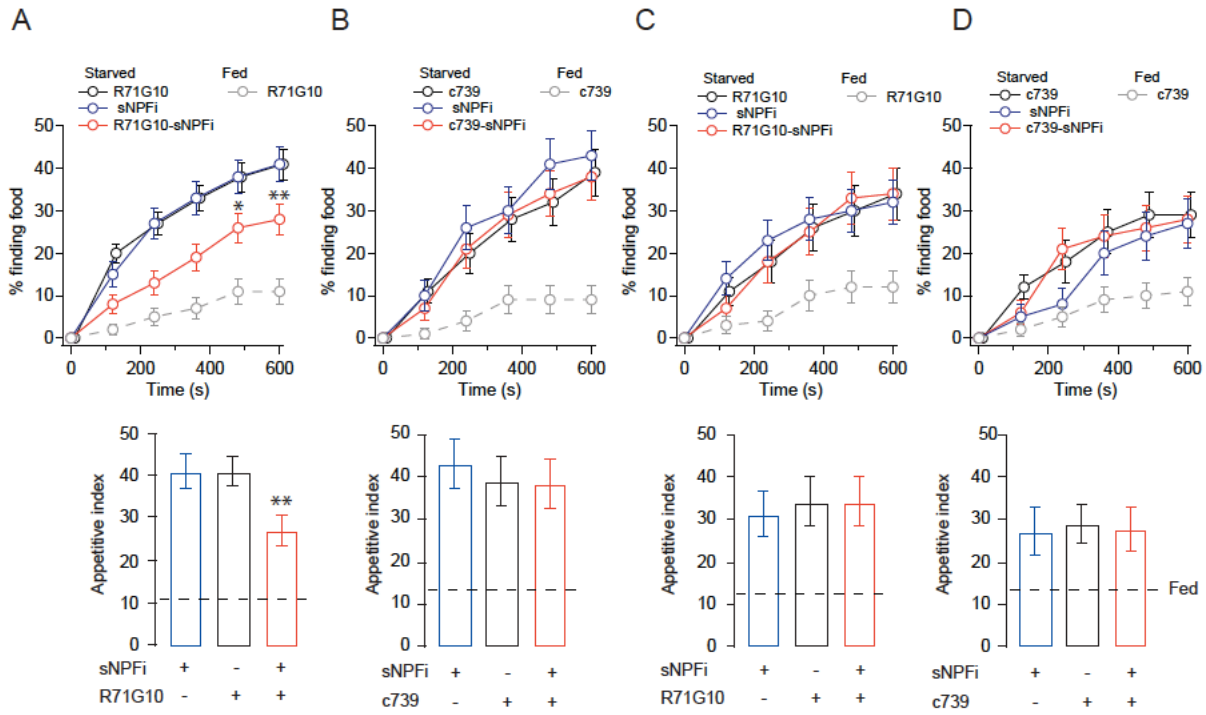 A
Starved Fed
R71G10 R71G10
sNPFi
R71G10-sNPFi
% finding food
50
40
30
20
10
0
* **
0 200 400 600
Time (s)
B
Starved Fed
c739 c739
sNPFi
c739-sNPFi
% finding food
50
40
30
20
10
0
0 200 400 600
Time (s)
C
Starved Fed
R71G10 R71G10
sNPFi
R71G10-sNPFi
% finding food
50
40
30
20
10
0
0 200 400 600
Time (s)
D
Starved Fed
c739 c739
sNPFi
c739-sNPFi
% finding food
50
40
30
20
10
0
0 200 400 600
Time (s)
Appetitive index
50
40
30
20
10
0
**
sNPFi + - +
R71G10 - + +
Appetitive index
50
40
30
20
10
0
sNPFi + - +
c739 - + +
Appetitive index
50
40
30
20
10
0
sNPFi + - +
R71G10 - + +
Appetitive index
50
40
30
20
10
0
Fed
sNPFi + - +
c739 - + +